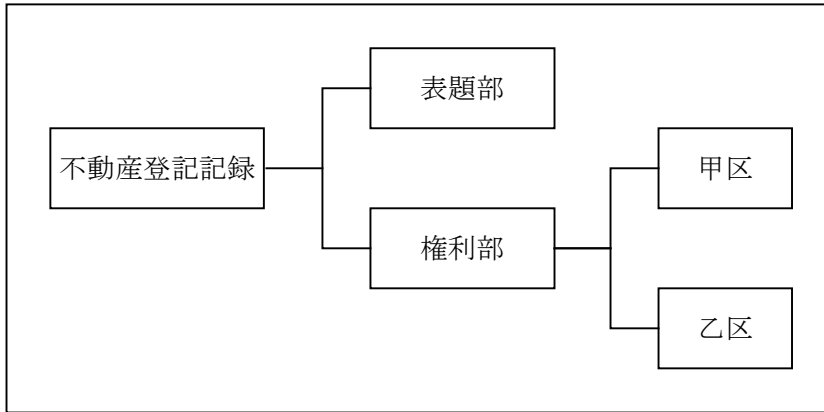 表題部
不動産登記記録
甲区
権利部
乙区